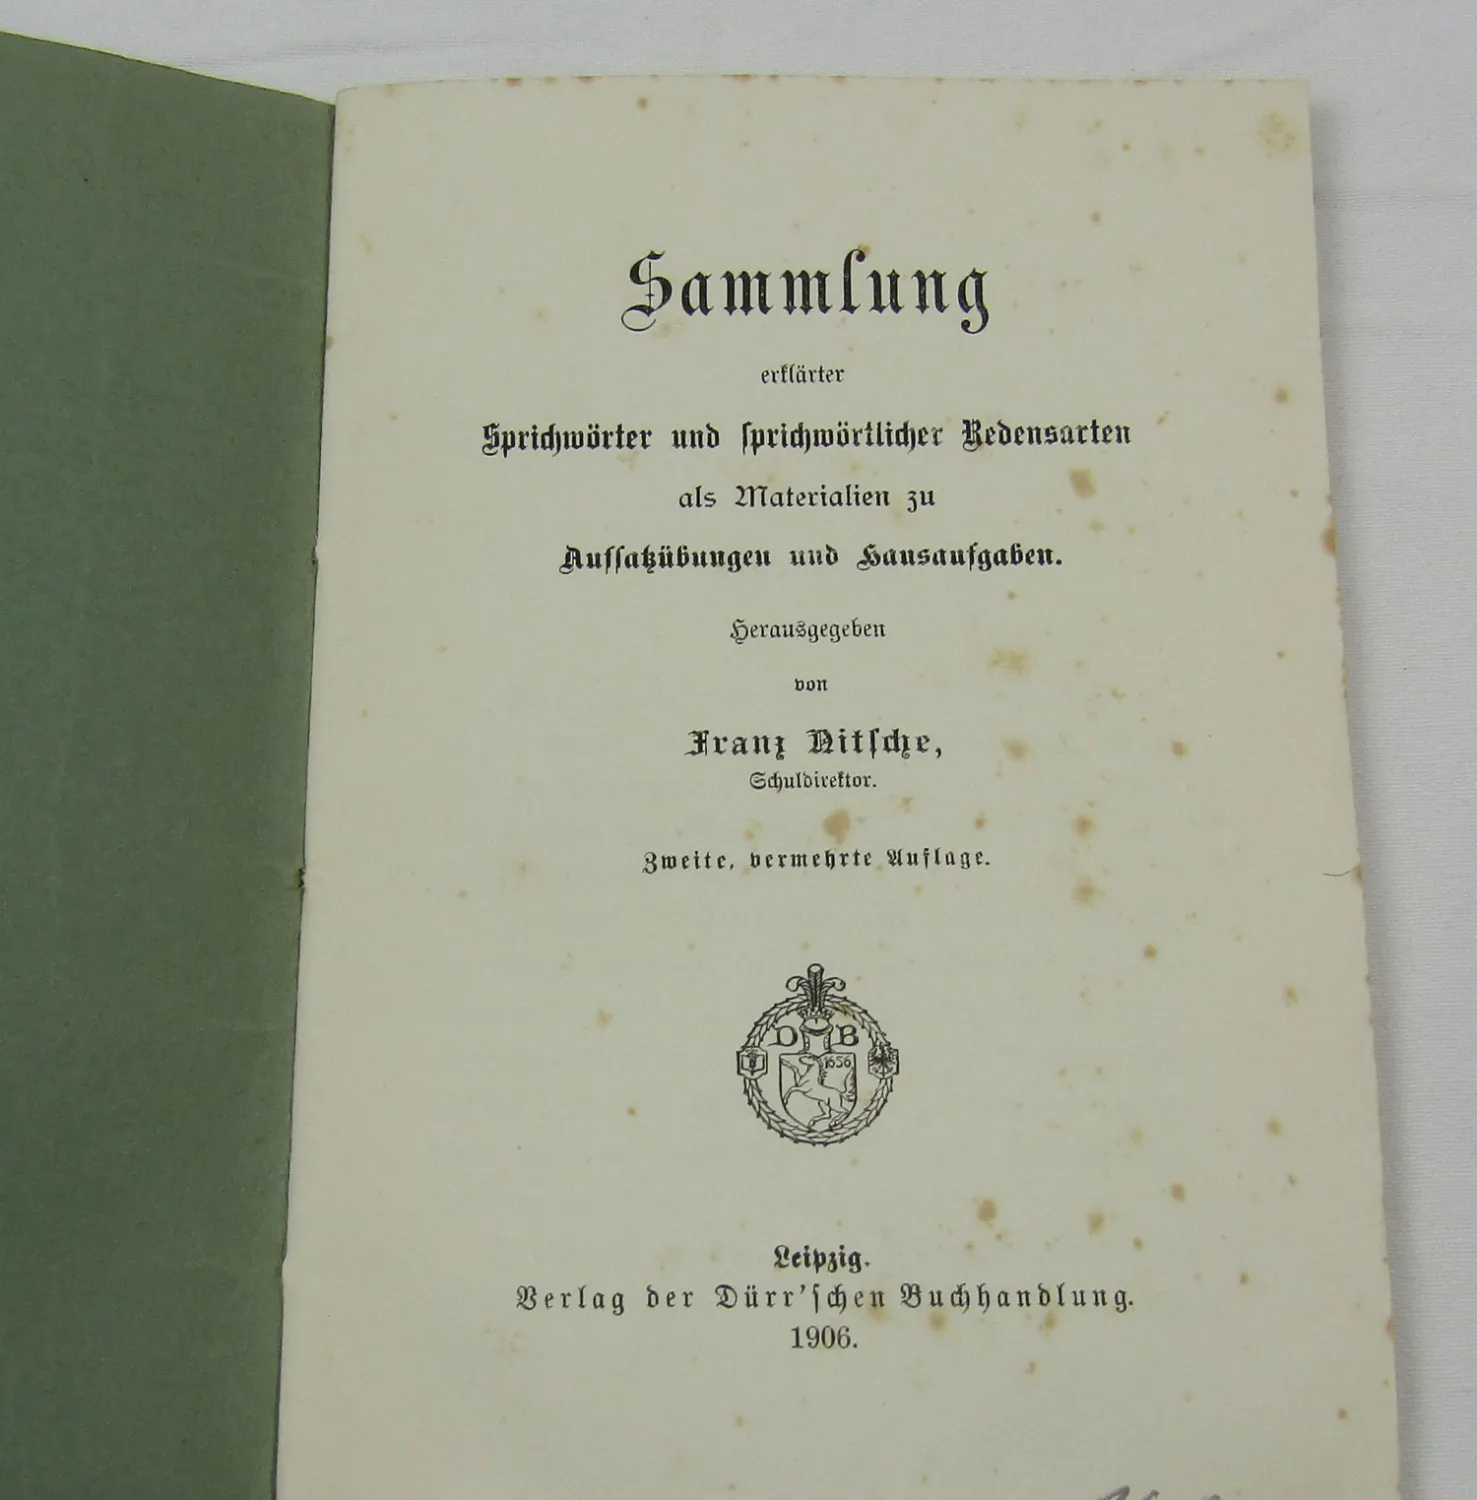 Sammlung
erklärter
Sprichwörter und sprichwörtlicher Redensarten
als Materialien zu
Aufsatzübungen und Hausaufgaben.
Herausgegeben
von
Franz Nitsche,
Schuldirektor.
Zweite, vermehrte Auflage.
D B
1656
Leipzig.
Verlag der Dürr'schen Buchhandlung.
1906.